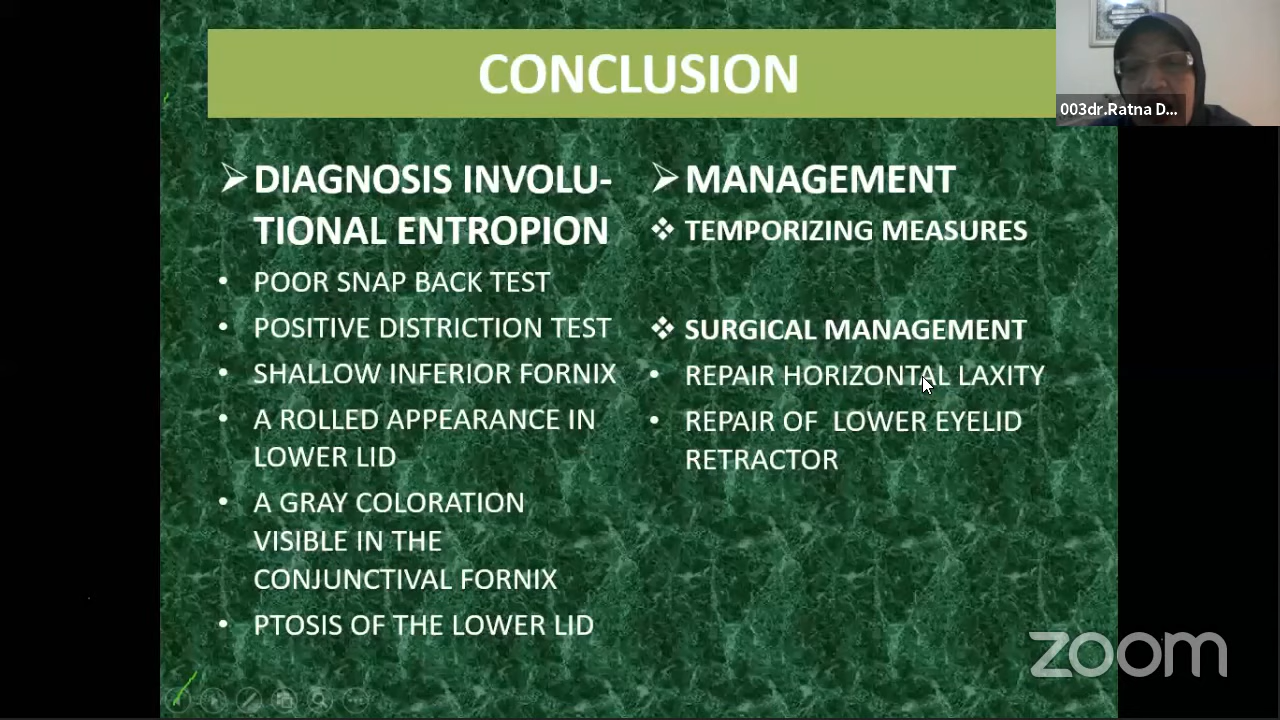 CONCLUSION
003dr.Ratna D...
DIAGNOSIS INVOLU-
TIONAL ENTROPION
• POOR SNAP BACK TEST
• POSITIVE DISTRICTION TEST
• SHALLOW INFERIOR FORNIX
• A ROLLED APPEARANCE IN
LOWER LID
• A GRAY COLORATION
VISIBLE IN THE
CONJUNCTIVAL FORNIX
• PTOSIS OF THE LOWER LID
MANAGEMENT
TEMPORIZING MEASURES
SURGICAL MANAGEMENT
• REPAIR HORIZONTAL LAXITY
• REPAIR OF LOWER EYELID
RETRACTOR
zoom